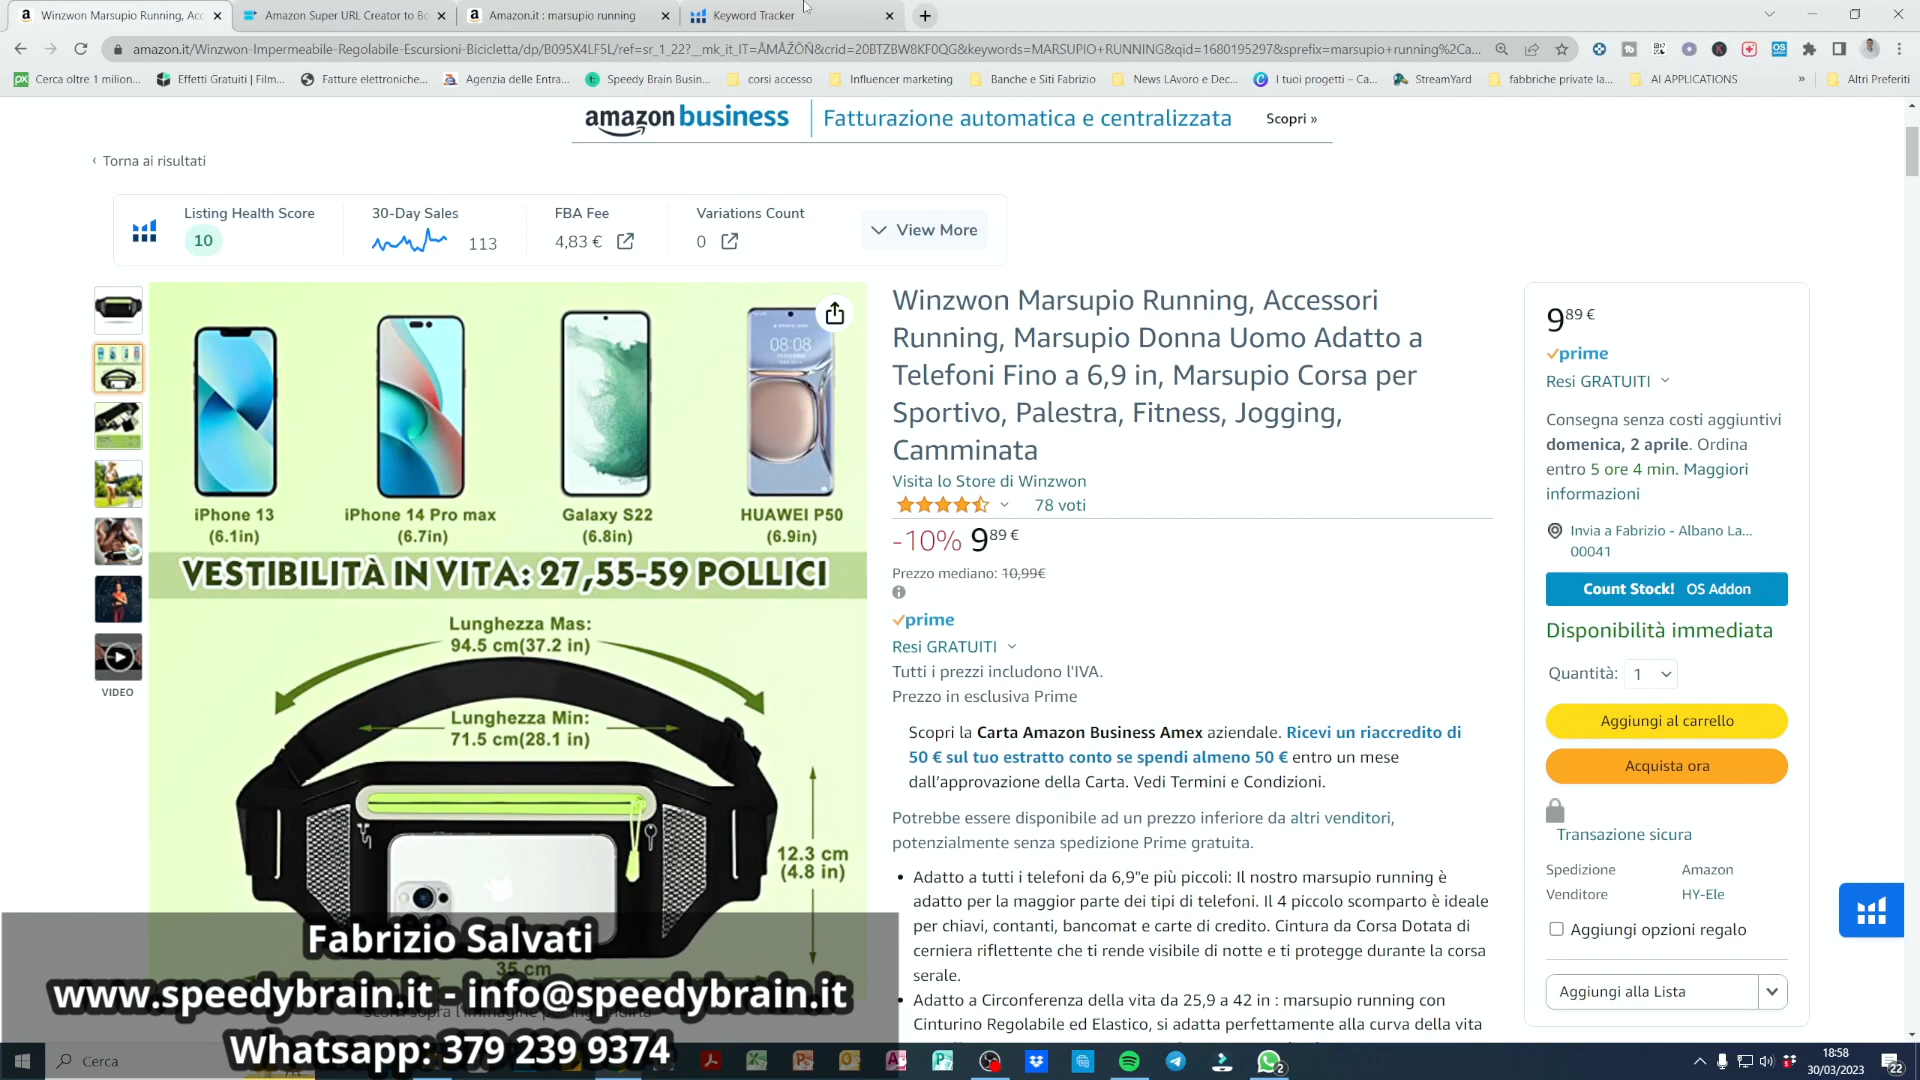 Winzwon Marsupio Running, Acc
Amazon Super URL Creator to Bo
Amazon.it : marsupio running
Keyword Tracker
amazon.it/Winzwon-Impermeabile-Regolabile-Escursioni-Bicicletta/dp/B095X4LF5L/ref=sr_1_22?__mk_it_IT=ÅMÅŽÕÑ&crid=20BTZBW8KF0QG&keywords=MARSUPIO+RUNNING&qid=1680195297&sprefix=marsupio+running%2Ca...
Cerca oltre 1 milion...
Effetti Gratuiti | Film...
Fatture elettroniche...
Agenzia delle Entra...
Speedy Brain Busin...
corsi accesso
Influencer marketing
Banche e Siti Fabrizio
News LAvoro e Dec...
I tuoi progetti – Ca...
StreamYard
fabbriche private la...
AI APPLICATIONS
»
Altri Preferiti
amazon business
Fatturazione automatica e centralizzata
Scopri »
‹ Torna ai risultati
Listing Health Score
10
30-Day Sales
113
FBA Fee
4,83 €
Variations Count
0
View More
08:08
iPhone 13
(6.1in)
iPhone 14 Pro max
(6.7in)
Galaxy S22
(6.8in)
HUAWEI P50
(6.9in)
VESTIBILITÀ IN VITA: 27,55-59 POLLICI
Lunghezza Mas:
94.5 cm(37.2 in)
Lunghezza Min:
71.5 cm(28.1 in)
12.3 cm
(4.8 in)
35 cm
VIDEO
Winzwon Marsupio Running, Accessori
Running, Marsupio Donna Uomo Adatto a
Telefoni Fino a 6,9 in, Marsupio Corsa per
Sportivo, Palestra, Fitness, Jogging,
Camminata
Visita lo Store di Winzwon
78 voti
-10% 9,89 €
Prezzo mediano: 10,99€
prime
Resi GRATUITI
Tutti i prezzi includono l'IVA.
Prezzo in esclusiva Prime
Scopri la Carta Amazon Business Amex aziendale. Ricevi un riaccredito di
50 € sul tuo estratto conto se spendi almeno 50 € entro un mese
dall'approvazione della Carta. Vedi Termini e Condizioni.
Potrebbe essere disponibile ad un prezzo inferiore da altri venditori,
potenzialmente senza spedizione Prime gratuita.
• Adatto a tutti i telefoni da 6,9"e più piccoli: Il nostro marsupio running è
adatto per la maggior parte dei tipi di telefoni. Il 4 piccolo scomparto è ideale
per chiavi, contanti, bancomat e carte di credito. Cintura da Corsa Dotata di
cerniera riflettente che ti rende visibile di notte e ti protegge durante la corsa
serale.
• Adatto a Circonferenza della vita da 25,9 a 42 in : marsupio running con
Cinturino Regolabile ed Elastico, si adatta perfettamente alla curva della vita
9 89 €
prime
Resi GRATUITI
Consegna senza costi aggiuntivi
domenica, 2 aprile. Ordina
entro 5 ore 4 min. Maggiori
informazioni
Invia a Fabrizio - Albano La...
00041
Count Stock! OS Addon
Disponibilità immediata
Quantità: 1
Aggiungi al carrello
Acquista ora
Transazione sicura
Spedizione Amazon
Venditore HY-Ele
Aggiungi opzioni regalo
Aggiungi alla Lista
Fabrizio Salvati
www.speedybrain.it - info@speedybrain.it
Whatsapp: 379 239 9374
Cerca
2
18:58
30/03/2023
22